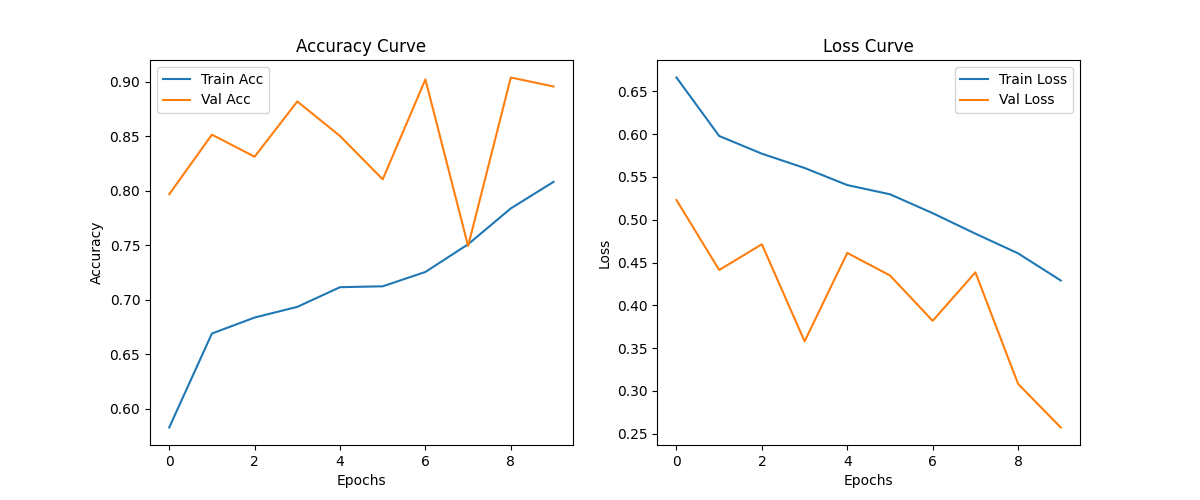 Accuracy Curve
Train Acc
Val Acc
0.90
0.85
0.80
0.75
0.70
0.65
0.60
Accuracy
0 2 4 6 8
Epochs
Loss Curve
Train Loss
Val Loss
0.65
0.60
0.55
0.50
0.45
0.40
0.35
0.30
0.25
Loss
0 2 4 6 8
Epochs